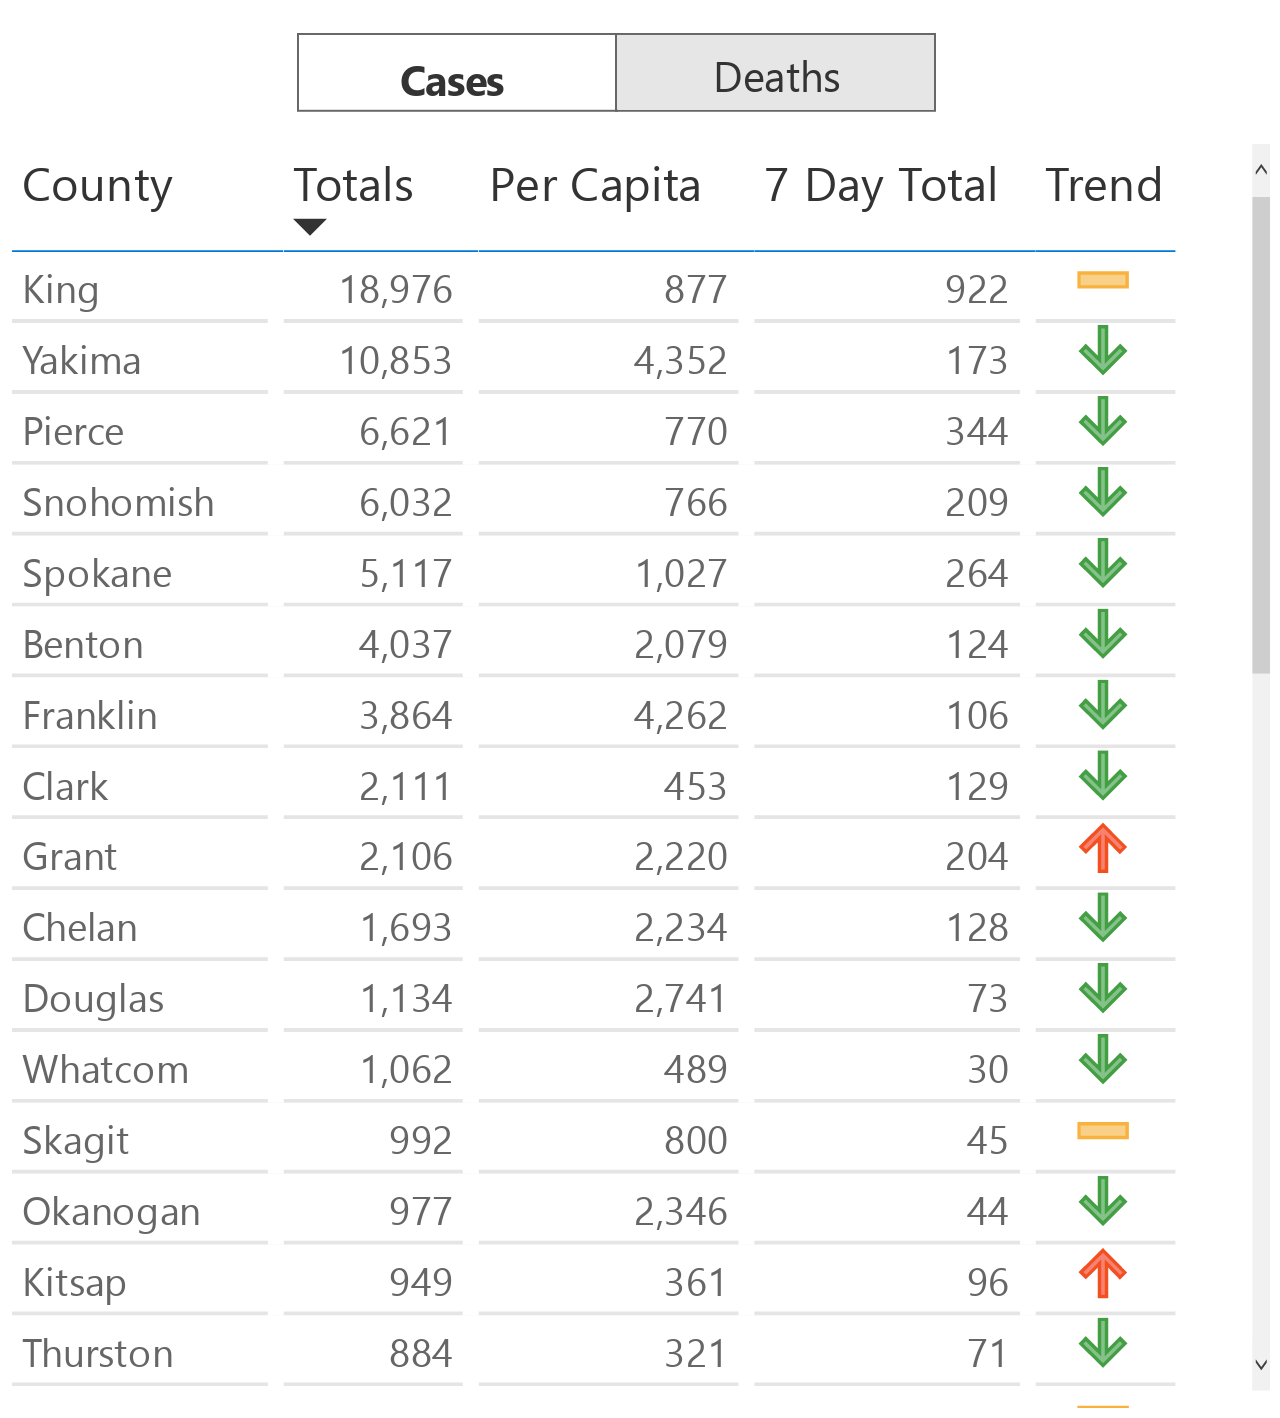 Cases Deaths
County Totals Per Capita 7 Day Total Trend
King 18,976 877 922
Yakima 10,853 4,352 173
Pierce 6,621 770 344
Snohomish 6,032 766 209
Spokane 5,117 1,027 264
Benton 4,037 2,079 124
Franklin 3,864 4,262 106
Clark 2,111 453 129
Grant 2,106 2,220 204
Chelan 1,693 2,234 128
Douglas 1,134 2,741 73
Whatcom 1,062 489 30
Skagit 992 800 45
Okanogan 977 2,346 44
Kitsap 949 361 96
Thurston 884 321 71